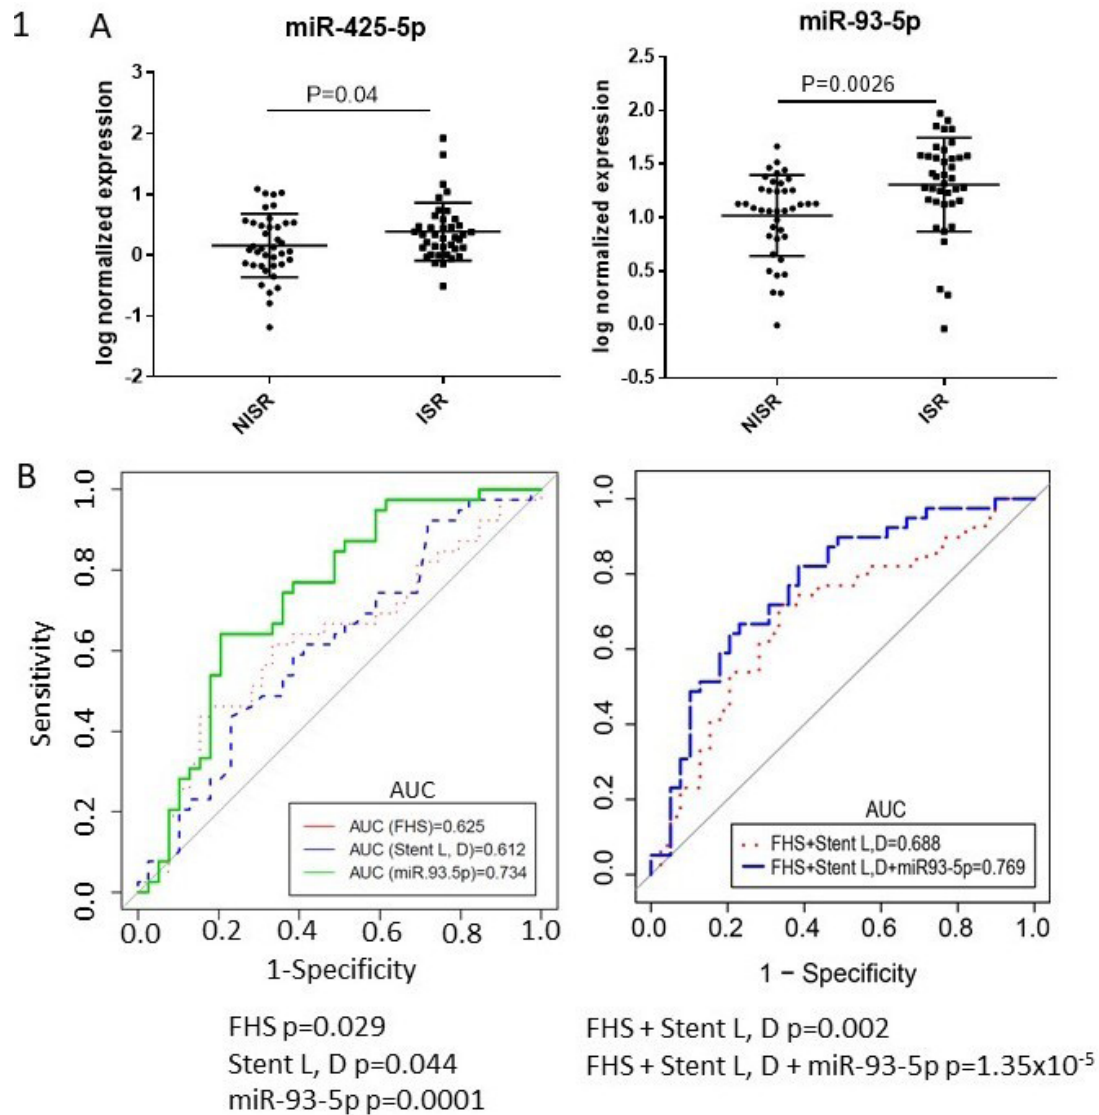 1 A
miR-425-5p
log normalized expression
3
2
1
0
-1
-2
P=0.04
NISR
ISR
miR-93-5p
log normalized expression
2.5
2.0
1.5
1.0
0.5
0.0
-0.5
P=0.0026
NISR
ISR
B
Sensitivity
1.0
0.8
0.6
0.4
0.2
0.0
AUC
AUC (FHS)=0.625
AUC (Stent L, D)=0.612
AUC (miR.93.5p)=0.734
0.0 0.2 0.4 0.6 0.8 1.0
1-Specificity
1.0
0.8
0.6
0.4
0.2
0.0
AUC
FHS+Stent L,D=0.688
FHS+Stent L,D+miR93-5p=0.769
0.0 0.2 0.4 0.6 0.8 1.0
1 − Specificity
FHS p=0.029
Stent L, D p=0.044
miR-93-5p p=0.0001
FHS + Stent L, D p=0.002
FHS + Stent L, D + miR-93-5p p=1.35x10⁻⁵